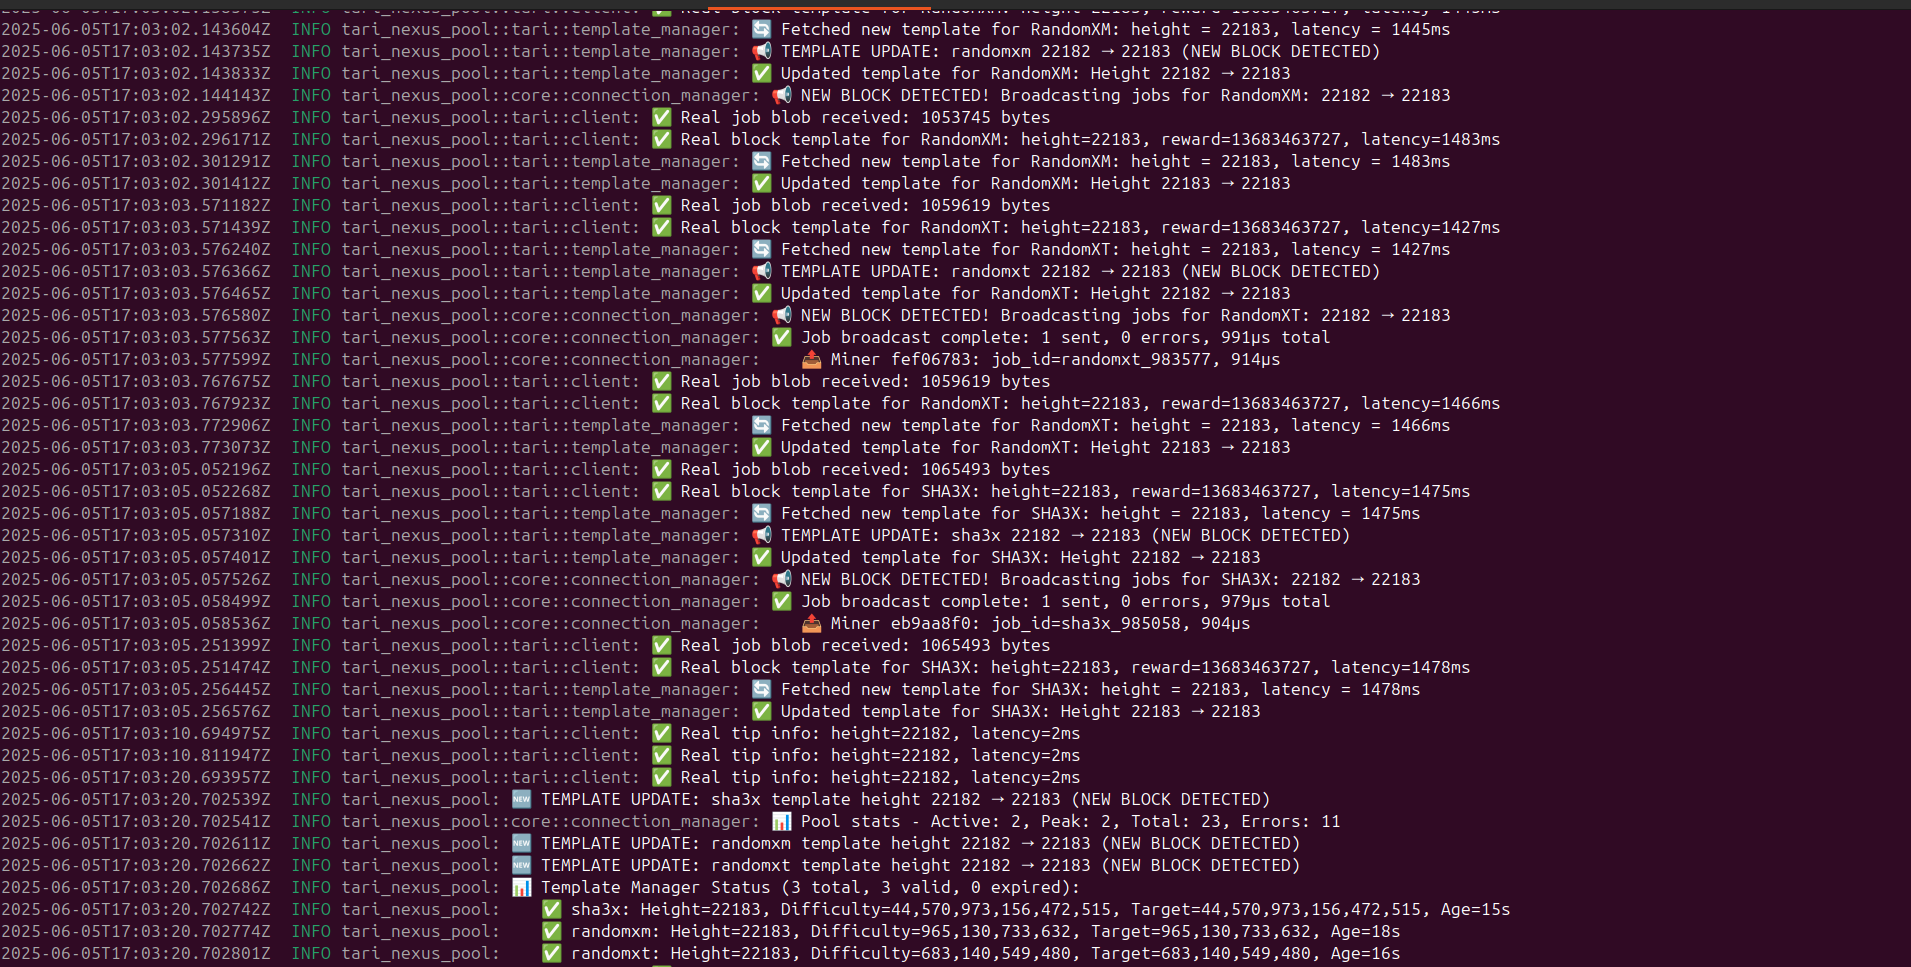 2025-06-05T17:03:02.143604Z  INFO tari_nexus_pool::tari::template_manager: 🔄 Fetched new template for RandomXM: height = 22183, latency = 1445ms
2025-06-05T17:03:02.143735Z  INFO tari_nexus_pool::tari::template_manager: 📢 TEMPLATE UPDATE: randomxm 22182 → 22183 (NEW BLOCK DETECTED)
2025-06-05T17:03:02.143833Z  INFO tari_nexus_pool::tari::template_manager: ✅ Updated template for RandomXM: Height 22182 → 22183
2025-06-05T17:03:02.144143Z  INFO tari_nexus_pool::core::connection_manager: 📢 NEW BLOCK DETECTED! Broadcasting jobs for RandomXM: 22182 → 22183
2025-06-05T17:03:02.295896Z  INFO tari_nexus_pool::tari::client: ✅ Real job blob received: 1053745 bytes
2025-06-05T17:03:02.296171Z  INFO tari_nexus_pool::tari::client: ✅ Real block template for RandomXM: height=22183, reward=13683463727, latency=1483ms
2025-06-05T17:03:02.301291Z  INFO tari_nexus_pool::tari::template_manager: 🔄 Fetched new template for RandomXM: height = 22183, latency = 1483ms
2025-06-05T17:03:02.301412Z  INFO tari_nexus_pool::tari::template_manager: ✅ Updated template for RandomXM: Height 22183 → 22183
2025-06-05T17:03:03.571182Z  INFO tari_nexus_pool::tari::client: ✅ Real job blob received: 1059619 bytes
2025-06-05T17:03:03.571439Z  INFO tari_nexus_pool::tari::client: ✅ Real block template for RandomXT: height=22183, reward=13683463727, latency=1427ms
2025-06-05T17:03:03.576240Z  INFO tari_nexus_pool::tari::template_manager: 🔄 Fetched new template for RandomXT: height = 22183, latency = 1427ms
2025-06-05T17:03:03.576366Z  INFO tari_nexus_pool::tari::template_manager: 📢 TEMPLATE UPDATE: randomxt 22182 → 22183 (NEW BLOCK DETECTED)
2025-06-05T17:03:03.576465Z  INFO tari_nexus_pool::tari::template_manager: ✅ Updated template for RandomXT: Height 22182 → 22183
2025-06-05T17:03:03.576580Z  INFO tari_nexus_pool::core::connection_manager: 📢 NEW BLOCK DETECTED! Broadcasting jobs for RandomXT: 22182 → 22183
2025-06-05T17:03:03.577563Z  INFO tari_nexus_pool::core::connection_manager: ✅ Job broadcast complete: 1 sent, 0 errors, 991µs total
2025-06-05T17:03:03.577599Z  INFO tari_nexus_pool::core::connection_manager:    📤 Miner fef06783: job_id=randomxt_983577, 914µs
2025-06-05T17:03:03.767675Z  INFO tari_nexus_pool::tari::client: ✅ Real job blob received: 1059619 bytes
2025-06-05T17:03:03.767923Z  INFO tari_nexus_pool::tari::client: ✅ Real block template for RandomXT: height=22183, reward=13683463727, latency=1466ms
2025-06-05T17:03:03.772906Z  INFO tari_nexus_pool::tari::template_manager: 🔄 Fetched new template for RandomXT: height = 22183, latency = 1466ms
2025-06-05T17:03:03.773073Z  INFO tari_nexus_pool::tari::template_manager: ✅ Updated template for RandomXT: Height 22183 → 22183
2025-06-05T17:03:05.052196Z  INFO tari_nexus_pool::tari::client: ✅ Real job blob received: 1065493 bytes
2025-06-05T17:03:05.052268Z  INFO tari_nexus_pool::tari::client: ✅ Real block template for SHA3X: height=22183, reward=13683463727, latency=1475ms
2025-06-05T17:03:05.057188Z  INFO tari_nexus_pool::tari::template_manager: 🔄 Fetched new template for SHA3X: height = 22183, latency = 1475ms
2025-06-05T17:03:05.057310Z  INFO tari_nexus_pool::tari::template_manager: 📢 TEMPLATE UPDATE: sha3x 22182 → 22183 (NEW BLOCK DETECTED)
2025-06-05T17:03:05.057401Z  INFO tari_nexus_pool::tari::template_manager: ✅ Updated template for SHA3X: Height 22182 → 22183
2025-06-05T17:03:05.057526Z  INFO tari_nexus_pool::core::connection_manager: 📢 NEW BLOCK DETECTED! Broadcasting jobs for SHA3X: 22182 → 22183
2025-06-05T17:03:05.058499Z  INFO tari_nexus_pool::core::connection_manager: ✅ Job broadcast complete: 1 sent, 0 errors, 979µs total
2025-06-05T17:03:05.058536Z  INFO tari_nexus_pool::core::connection_manager:    📤 Miner eb9aa8f0: job_id=sha3x_985058, 904µs
2025-06-05T17:03:05.251399Z  INFO tari_nexus_pool::tari::client: ✅ Real job blob received: 1065493 bytes
2025-06-05T17:03:05.251474Z  INFO tari_nexus_pool::tari::client: ✅ Real block template for SHA3X: height=22183, reward=13683463727, latency=1478ms
2025-06-05T17:03:05.256445Z  INFO tari_nexus_pool::tari::template_manager: 🔄 Fetched new template for SHA3X: height = 22183, latency = 1478ms
2025-06-05T17:03:05.256576Z  INFO tari_nexus_pool::tari::template_manager: ✅ Updated template for SHA3X: Height 22183 → 22183
2025-06-05T17:03:10.694975Z  INFO tari_nexus_pool::tari::client: ✅ Real tip info: height=22182, latency=2ms
2025-06-05T17:03:10.811947Z  INFO tari_nexus_pool::tari::client: ✅ Real tip info: height=22182, latency=2ms
2025-06-05T17:03:20.693957Z  INFO tari_nexus_pool::tari::client: ✅ Real tip info: height=22182, latency=2ms
2025-06-05T17:03:20.702539Z  INFO tari_nexus_pool: 🆕 TEMPLATE UPDATE: sha3x template height 22182 → 22183 (NEW BLOCK DETECTED)
2025-06-05T17:03:20.702541Z  INFO tari_nexus_pool::core::connection_manager: 📊 Pool stats - Active: 2, Peak: 2, Total: 23, Errors: 11
2025-06-05T17:03:20.702611Z  INFO tari_nexus_pool: 🆕 TEMPLATE UPDATE: randomxm template height 22182 → 22183 (NEW BLOCK DETECTED)
2025-06-05T17:03:20.702662Z  INFO tari_nexus_pool: 🆕 TEMPLATE UPDATE: randomxt template height 22182 → 22183 (NEW BLOCK DETECTED)
2025-06-05T17:03:20.702686Z  INFO tari_nexus_pool: 📊 Template Manager Status (3 total, 3 valid, 0 expired):
2025-06-05T17:03:20.702742Z  INFO tari_nexus_pool:    ✅ sha3x: Height=22183, Difficulty=44,570,973,156,472,515, Target=44,570,973,156,472,515, Age=15s
2025-06-05T17:03:20.702774Z  INFO tari_nexus_pool:    ✅ randomxm: Height=22183, Difficulty=965,130,733,632, Target=965,130,733,632, Age=18s
2025-06-05T17:03:20.702801Z  INFO tari_nexus_pool:    ✅ randomxt: Height=22183, Difficulty=683,140,549,480, Target=683,140,549,480, Age=16s